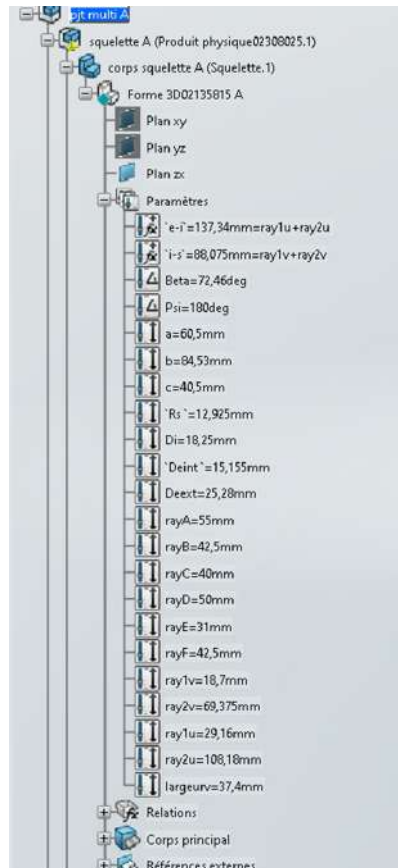 pjt multi A
squelette A (Produit physique02308025.1)
corps squelette A (Squelette.1)
Forme 3D02135815 A
Plan xy
Plan yz
Plan zx
Paramètres
`e-i`=137,34mm=ray1u+ray2u
`i-s`=88,075mm=ray1v+ray2v
Beta=72,46deg
Psi=180deg
a=60,5mm
b=84,53mm
c=40,5mm
`Rs `=12,925mm
Di=18,25mm
`Deint `=15,155mm
Deext=25,28mm
rayA=55mm
rayB=42,5mm
rayC=40mm
rayD=50mm
rayE=31mm
rayF=42,5mm
ray1v=18,7mm
ray2v=69,375mm
ray1u=29,16mm
ray2u=108,18mm
largeurv=37,4mm
Relations
Corps principal
Références externes